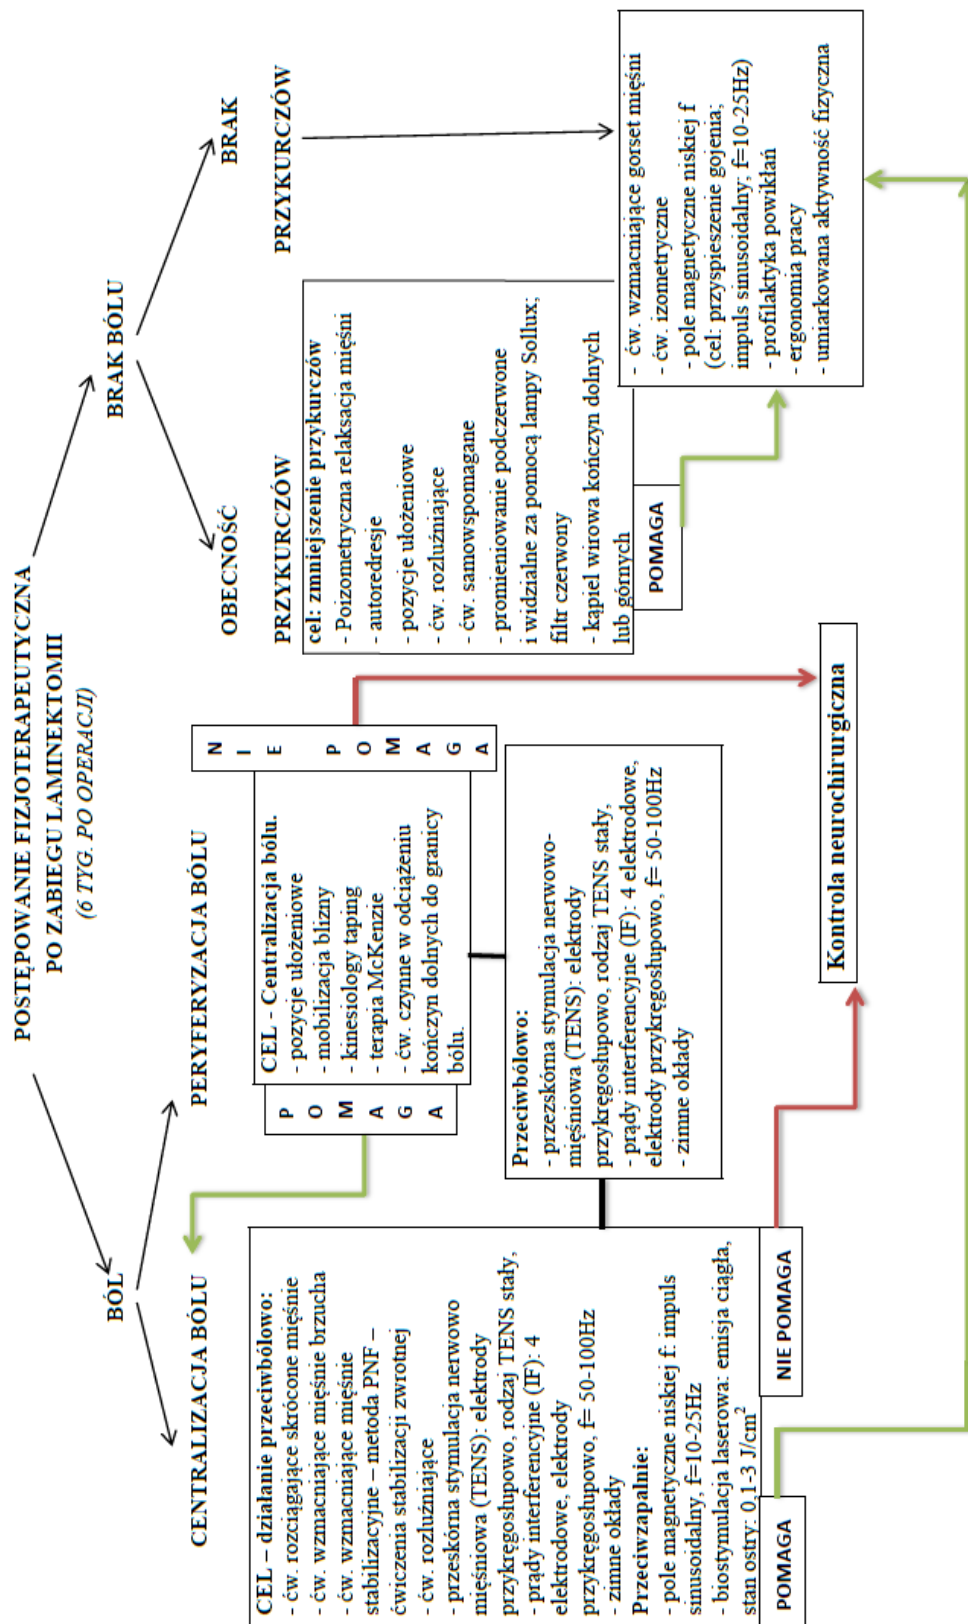 POSTĘPOWANIE FIZJOTERAPEUTYCZNA
PO ZABIEGU LAMINEKTOMII
(6 TYG. PO OPERACJI)
BÓL
BRAK BÓLU
CENTRALIZACJA BÓLU
PERYFERYZACJA BÓLU
OBECNOŚĆ
PRZYKURCZÓW
BRAK
PRZYKURCZÓW
CEL – działanie przeciwbólowe:
- ćw. rozciągające skrócone mięśnie
- ćw. wzmacniające mięśnie brzucha
- ćw. wzmacniające mięśnie
stabilizacyjne – metoda PNF –
ćwiczenia stabilizacji zwrotnej
- ćw. rozluźniające
- przeskórna stymulacja nerwowo
mięśniowa (TENS): elektrody
przykręgosłupowo, rodzaj TENS stały,
- prądy interferencyjne (IF): 4
elektrodowe, elektrody
przykręgosłupowo, f= 50-100Hz
- zimne okłady
Przeciwzapalnie:
- pole magnetyczne niskiej f: impuls
sinusoidalny, f=10-25Hz
- biostymulacja laserowa: emisja ciągła,
stan ostry: 0,1-3 J/cm²
POMAGA
NIE POMAGA
POMAGA
CEL - Centralizacja bólu.
- pozycje ułożeniowe
- mobilizacja blizny
- kinesiology taping
- terapia McKenzie
- ćw. czynne w odciążeniu
kończyn dolnych do granicy
bólu.
NIE POMAGA
Przeciwbólowo:
- przezskórna stymulacja nerwowo-
mięśniowa (TENS): elektrody
przykręgosłupowo, rodzaj TENS stały,
- prądy interferencyjne (IF): 4 elektrodowe,
elektrody przykręgosłupowo, f= 50-100Hz
- zimne okłady
Kontrola neurochirurgiczna
cel: zmniejszenie przykurczów
- Poizometryczna relaksacja mięśni
- autoredresje
- pozycje ułożeniowe
- ćw. rozluźniające
- ćw. samowspomagane
- promieniowanie podczerwone
i widzialne za pomocą lampy Sollux;
filtr czerwony
- kąpiel wirowa kończyn dolnych
lub górnych
POMAGA
- ćw. wzmacniające gorset mięśni
- ćw. izometryczne
- pole magnetyczne niskiej f
(cel: przyspieszenie gojenia;
impuls sinusoidalny; f=10-25Hz)
- profilaktyka powikłań
- ergonomia pracy
- umiarkowana aktywność fizyczna